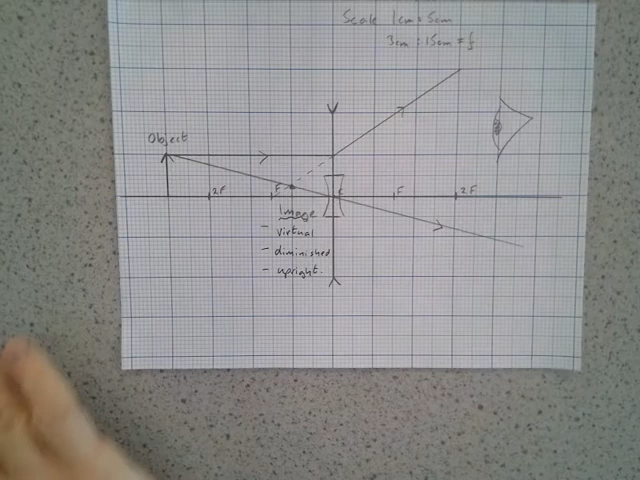 Scale 1cm = 5cm
3cm : 15cm = f
Object
2F F F 2F
Image
- virtual
- diminished
- upright.